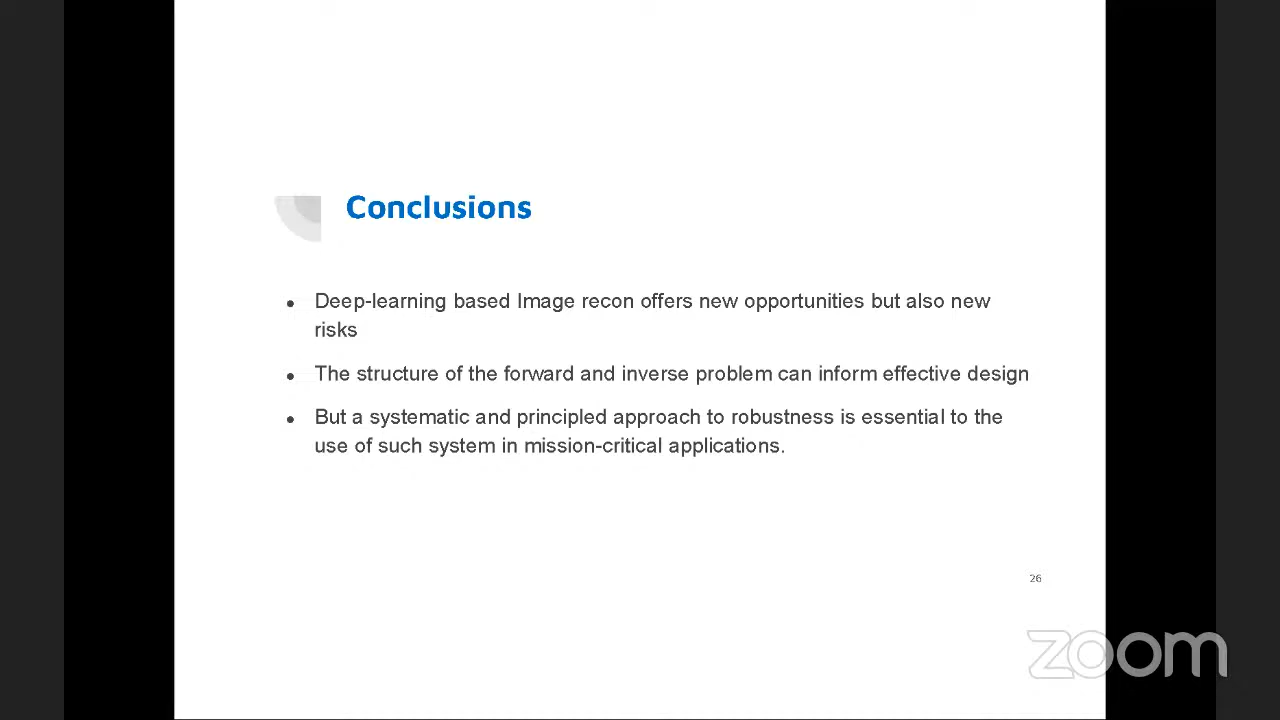 Conclusions
Deep-learning based Image recon offers new opportunities but also new
risks
The structure of the forward and inverse problem can inform effective design
But a systematic and principled approach to robustness is essential to the
use of such system in mission-critical applications.
26
zoom